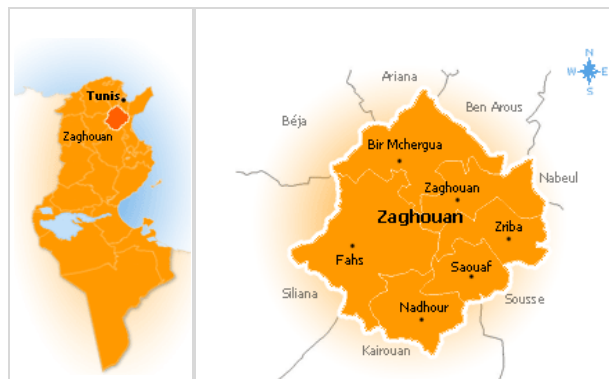 Tunis
Zaghouan
N
W
E
S
Ariana
Ben Arous
Béja
Bir Mchergua
Nabeul
Zaghouan
Zaghouan
Zriba
Fahs
Saouaf
Siliana
Sousse
Nadhour
Kairouan